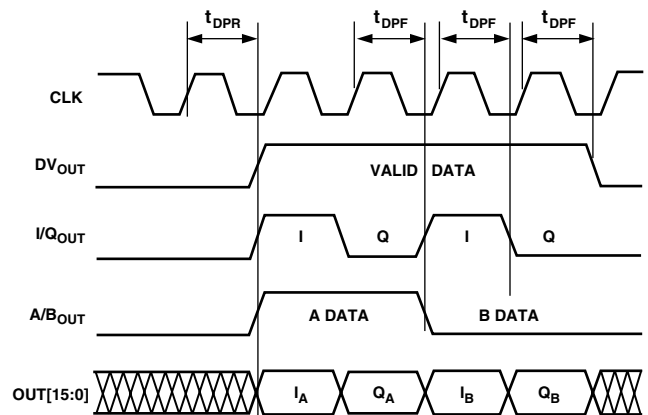 tDPR tDPF tDPF tDPF
CLK
DVOUT VALID DATA
I/QOUT I Q I Q
A/BOUT A DATA B DATA
OUT[15:0] IA QA IB QB